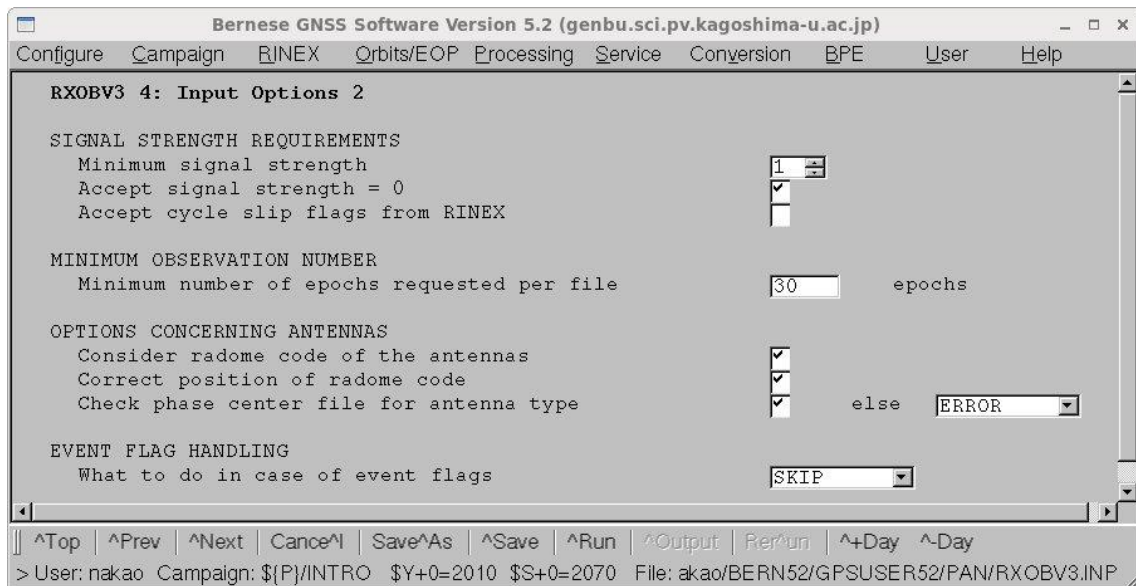 Bernese GNSS Software Version 5.2 (genbu.sci.pv.kagoshima-u.ac.jp)
Configure Campaign RINEX Orbits/EOP Processing Service Conversion BPE User Help
RXOBV3 4: Input Options 2
SIGNAL STRENGTH REQUIREMENTS
Minimum signal strength 1
Accept signal strength = 0
Accept cycle slip flags from RINEX
MINIMUM OBSERVATION NUMBER
Minimum number of epochs requested per file 30 epochs
OPTIONS CONCERNING ANTENNAS
Consider radome code of the antennas
Correct position of radome code
Check phase center file for antenna type else ERROR
EVENT FLAG HANDLING
What to do in case of event flags SKIP
^Top | ^Prev | ^Next | Cance^l | Save^As | ^Save | ^Run | ^Output | Rer^un | ^+Day ^-Day
> User: nakao Campaign: ${P}/INTRO $Y+0=2010 $S+0=2070 File: akao/BERN52/GPSUSER52/PAN/RXOBV3.INP